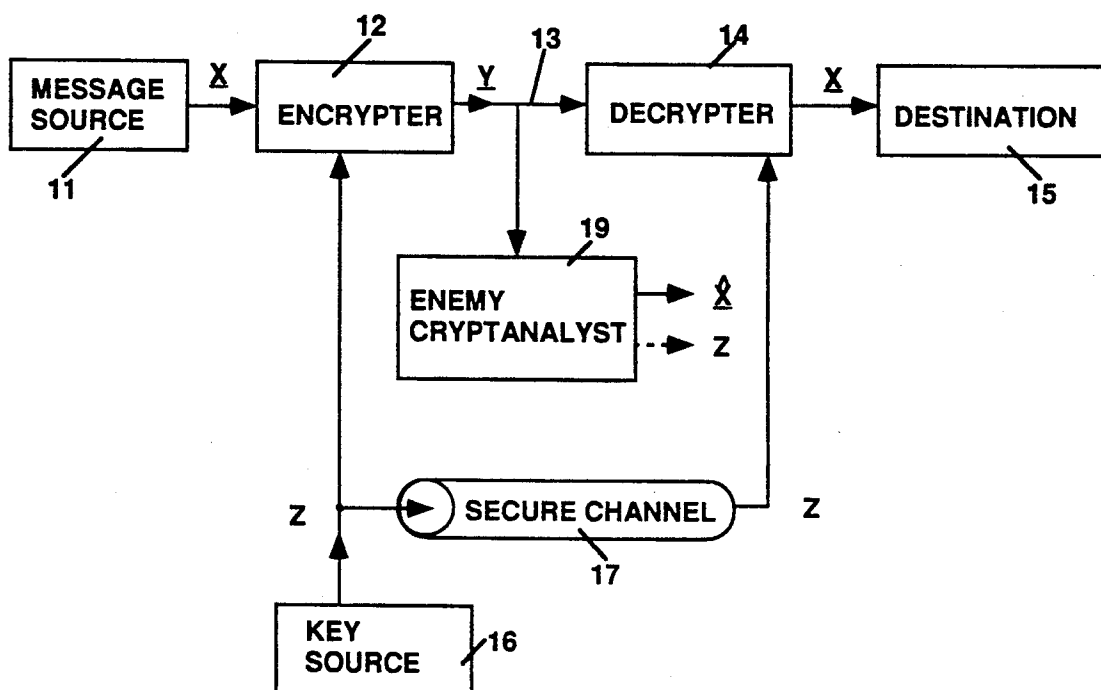 12
13
14
MESSAGE
SOURCE
11
X
ENCRYPTER
Y
DECRYPTER
X
DESTINATION
15
19
ENEMY
CRYPTANALYST
X̂
Z
Z
SECURE CHANNEL
17
Z
KEY
SOURCE
16